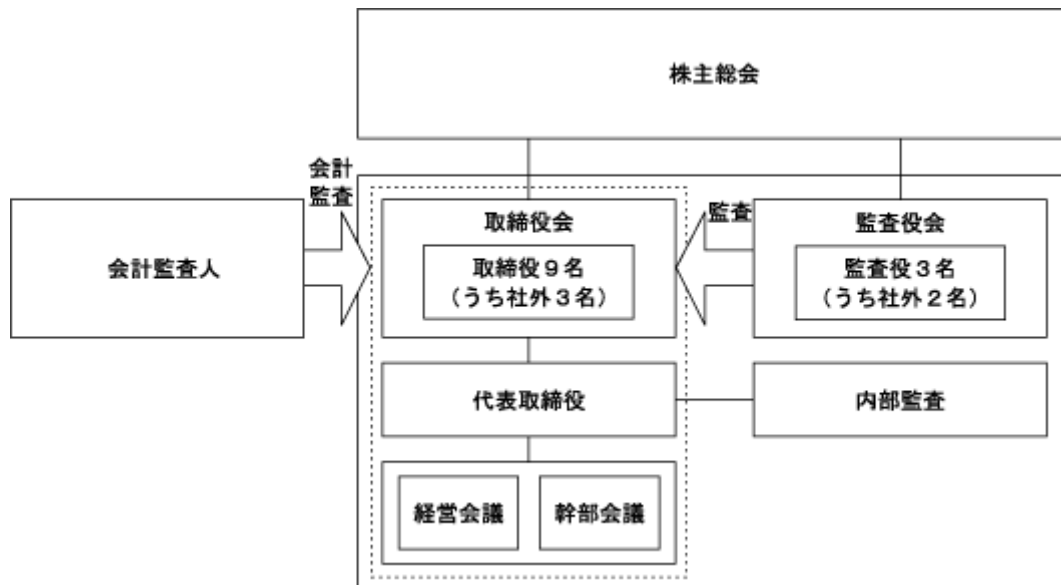 株主総会
会計
監査
会計監査人
取締役会
取締役9名
(うち社外3名)
監査
監査役会
監査役3名
(うち社外2名)
代表取締役
内部監査
経営会議
幹部会議